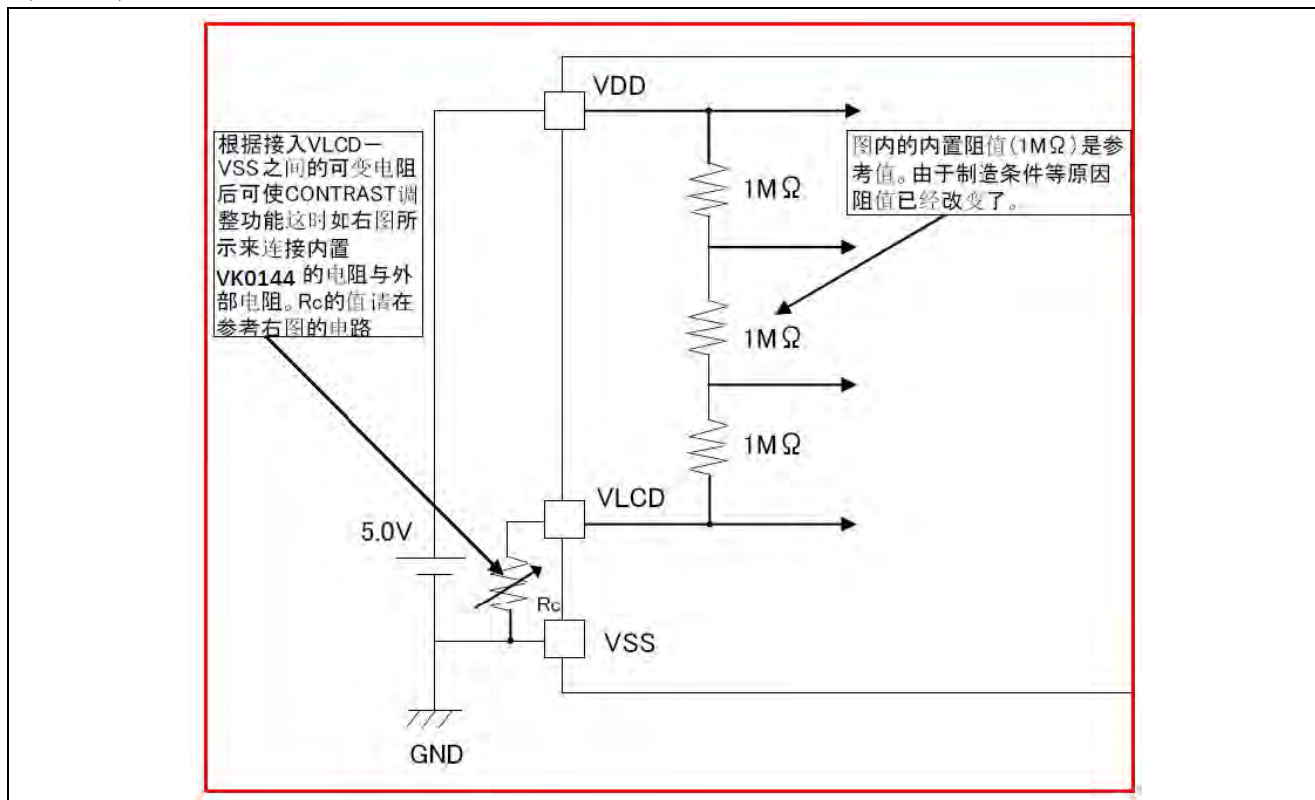 VDD
根据接入VLCD－
VSS之间的可变电阻
后可使CONTRAST调
整功能这时如右图所
示来连接内置
VK0144 的电阻与外
部电阻。Rc的值请在
参考右图的电路
图内的内置阻值(1MΩ)是参
考值。由于制造条件等原因
阻值已经改变了。
1MΩ
1MΩ
1MΩ
VLCD
5.0V
Rc
VSS
GND